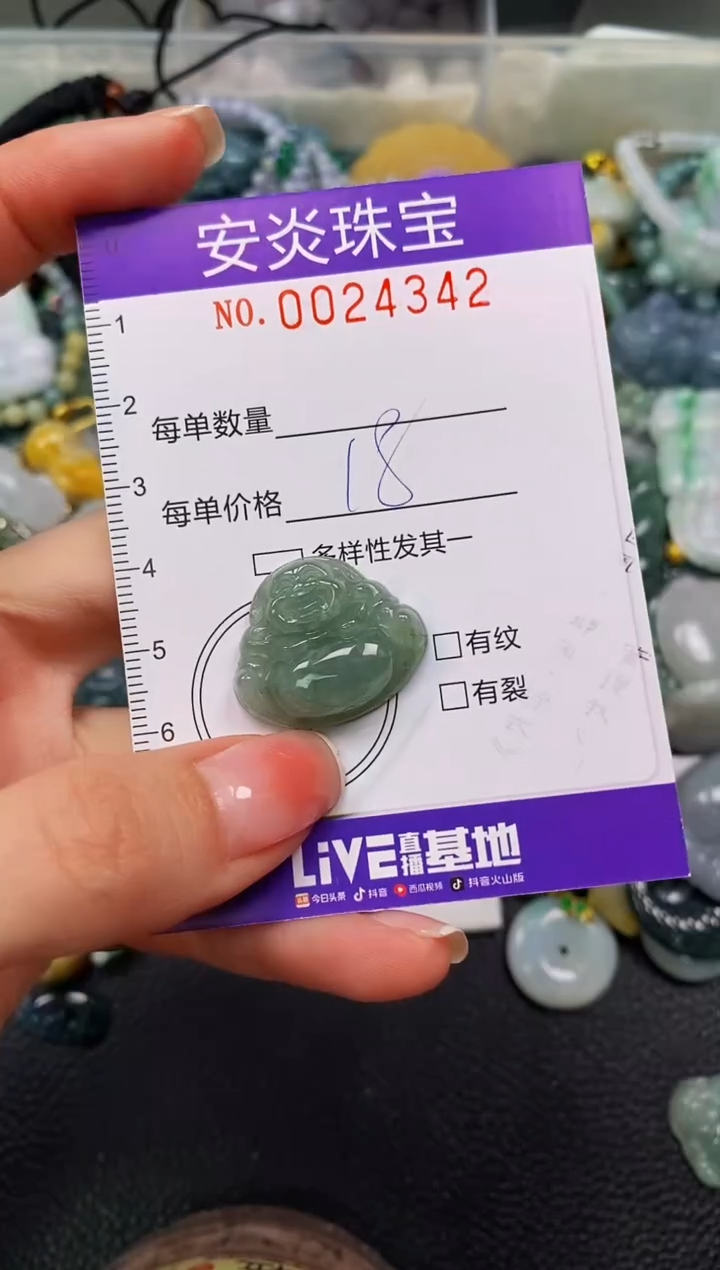 安炎珠宝
NO.0024342
0
1
2
每单数量
3
每单价格 18
4
多样性发其一
5
有纹
有裂
6
LiVE直播基地
今日头条 抖音 西瓜视频 抖音火山版